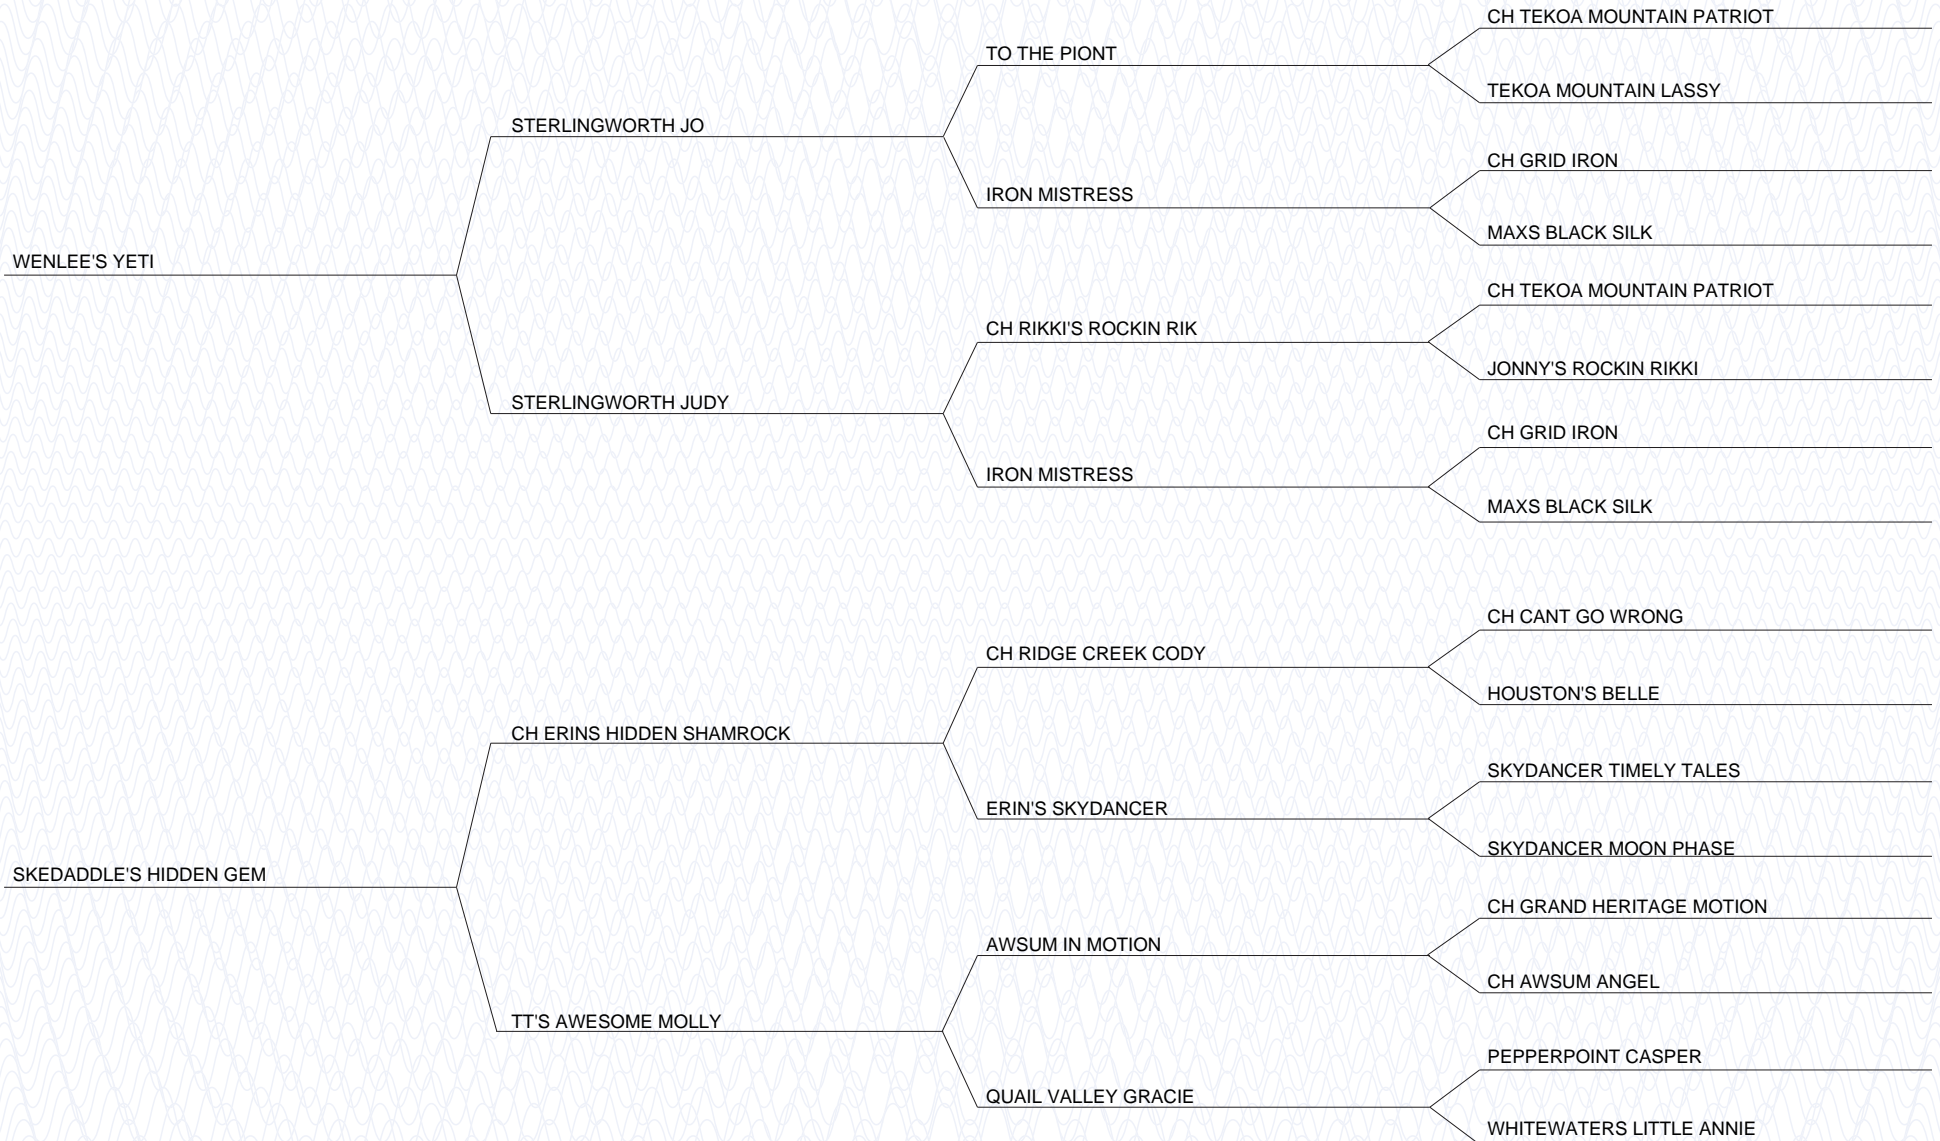 CH TEKOA MOUNTAIN PATRIOT
TO THE PIONT
TEKOA MOUNTAIN LASSY
STERLINGWORTH JO
CH GRID IRON
IRON MISTRESS
MAXS BLACK SILK
WENLEE'S YETI
CH TEKOA MOUNTAIN PATRIOT
CH RIKKI'S ROCKIN RIK
JONNY'S ROCKIN RIKKI
STERLINGWORTH JUDY
CH GRID IRON
IRON MISTRESS
MAXS BLACK SILK
CH CANT GO WRONG
CH RIDGE CREEK CODY
HOUSTON'S BELLE
CH ERINS HIDDEN SHAMROCK
SKYDANCER TIMELY TALES
ERIN'S SKYDANCER
SKYDANCER MOON PHASE
SKEDADDLE'S HIDDEN GEM
CH GRAND HERITAGE MOTION
AWSUM IN MOTION
CH AWSUM ANGEL
TT'S AWESOME MOLLY
PEPPERPOINT CASPER
QUAIL VALLEY GRACIE
WHITEWATERS LITTLE ANNIE